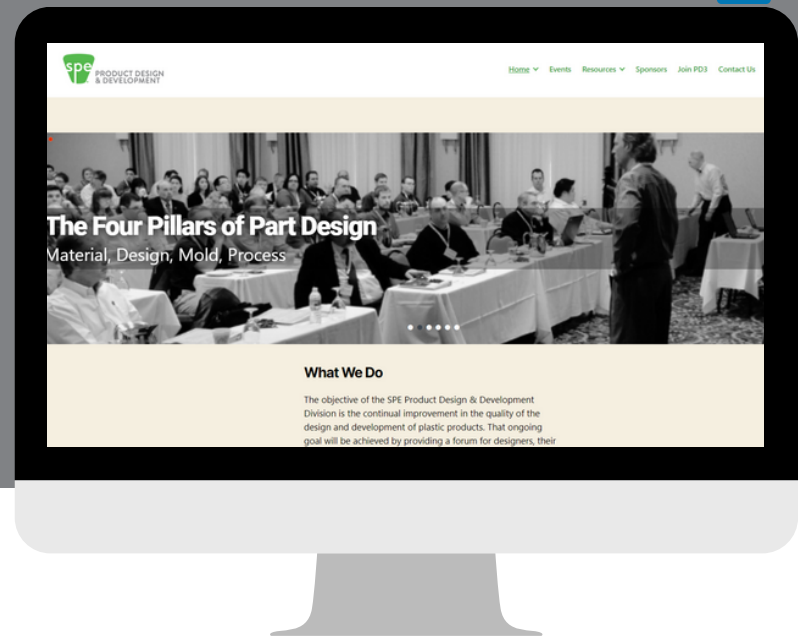 spe
PRODUCT DESIGN
& DEVELOPMENT
Home Events Resources Sponsors Join PD3 Contact Us
The Four Pillars of Part Design
Material, Design, Mold, Process
What We Do
The objective of the SPE Product Design & Development
Division is the continual improvement in the quality of the
design and development of plastic products. That ongoing
goal will be achieved by providing a forum for designers, their